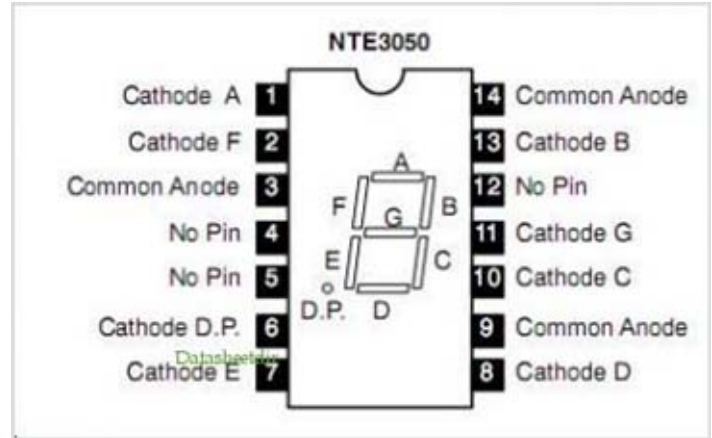 NTE3050
Cathode A 1
Cathode F 2
Common Anode 3
No Pin 4
No Pin 5
Cathode D.P. 6
Cathode E 7
14 Common Anode
13 Cathode B
12 No Pin
11 Cathode G
10 Cathode C
9 Common Anode
8 Cathode D
A
F
B
G
E
C
D.P.
D